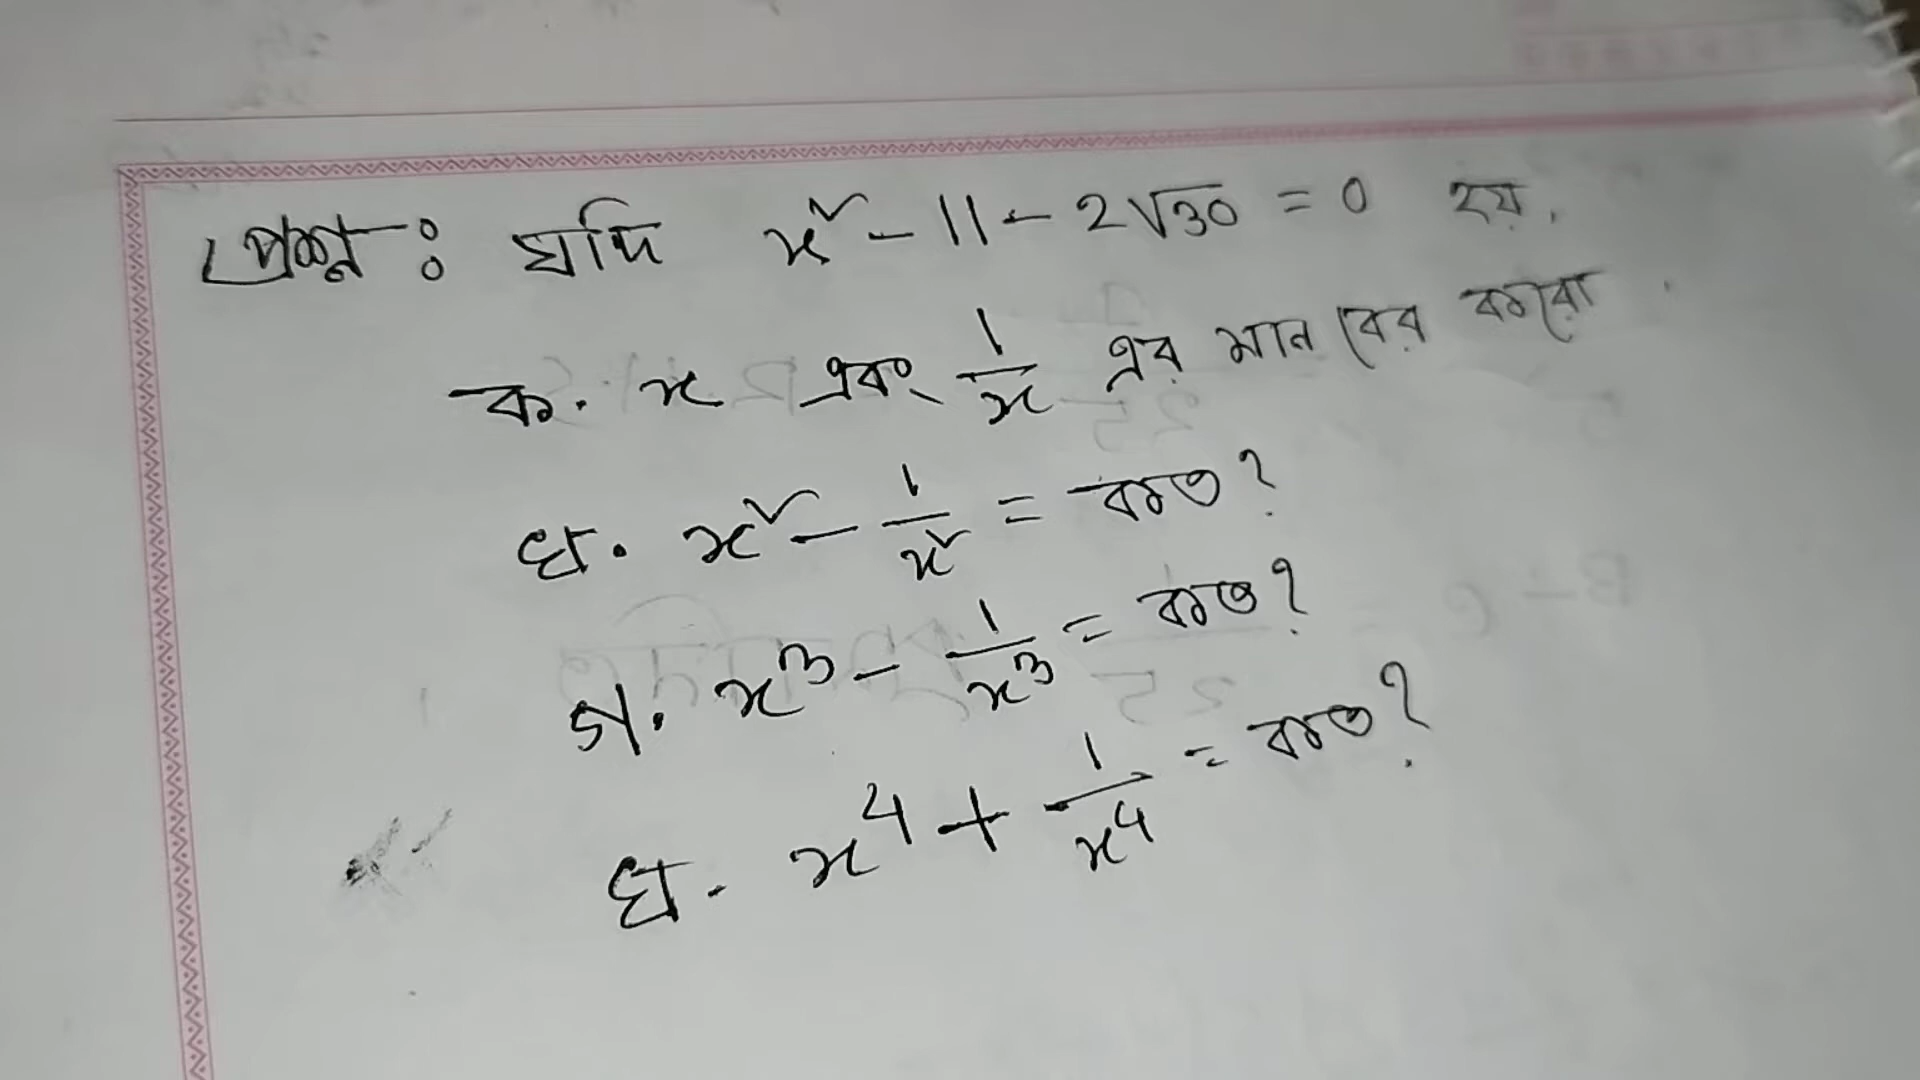 প্রশ্ন : যদি x² - 11 - 2√30 = 0 হয়,
ক. x এবং 1/x এর মান বের করো
খ. x² - 1/x² = কত?
গ. x³ - 1/x³ = কত?
ঘ. x⁴ + 1/x⁴ = কত?